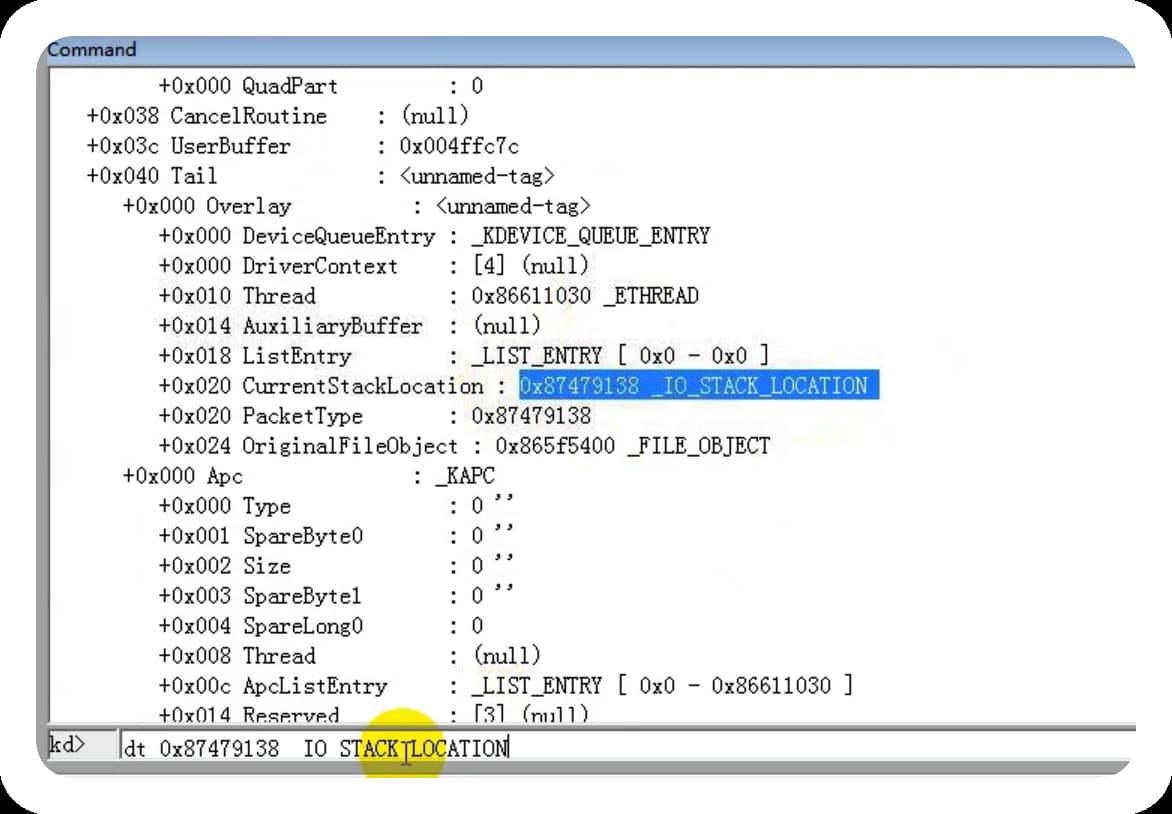 Command
+0x000 QuadPart : 0
+0x038 CancelRoutine : (null)
+0x03c UserBuffer : 0x004ffc7c
+0x040 Tail : <unnamed-tag>
+0x000 Overlay : <unnamed-tag>
+0x000 DeviceQueueEntry : _KDEVICE_QUEUE_ENTRY
+0x000 DriverContext : [4] (null)
+0x010 Thread : 0x86611030 _ETHREAD
+0x014 AuxiliaryBuffer : (null)
+0x018 ListEntry : _LIST_ENTRY [ 0x0 - 0x0 ]
+0x020 CurrentStackLocation : 0x87479138 _IO_STACK_LOCATION
+0x020 PacketType : 0x87479138
+0x024 OriginalFileObject : 0x865f5400 _FILE_OBJECT
+0x000 Apc : _KAPC
+0x000 Type : 0 ''
+0x001 SpareByte0 : 0 ''
+0x002 Size : 0 ''
+0x003 SpareByte1 : 0 ''
+0x004 SpareLong0 : 0
+0x008 Thread : (null)
+0x00c ApcListEntry : _LIST_ENTRY [ 0x0 - 0x86611030 ]
+0x014 Reserved : [3] (null)
kd> dt 0x87479138 _IO_STACK_LOCATION